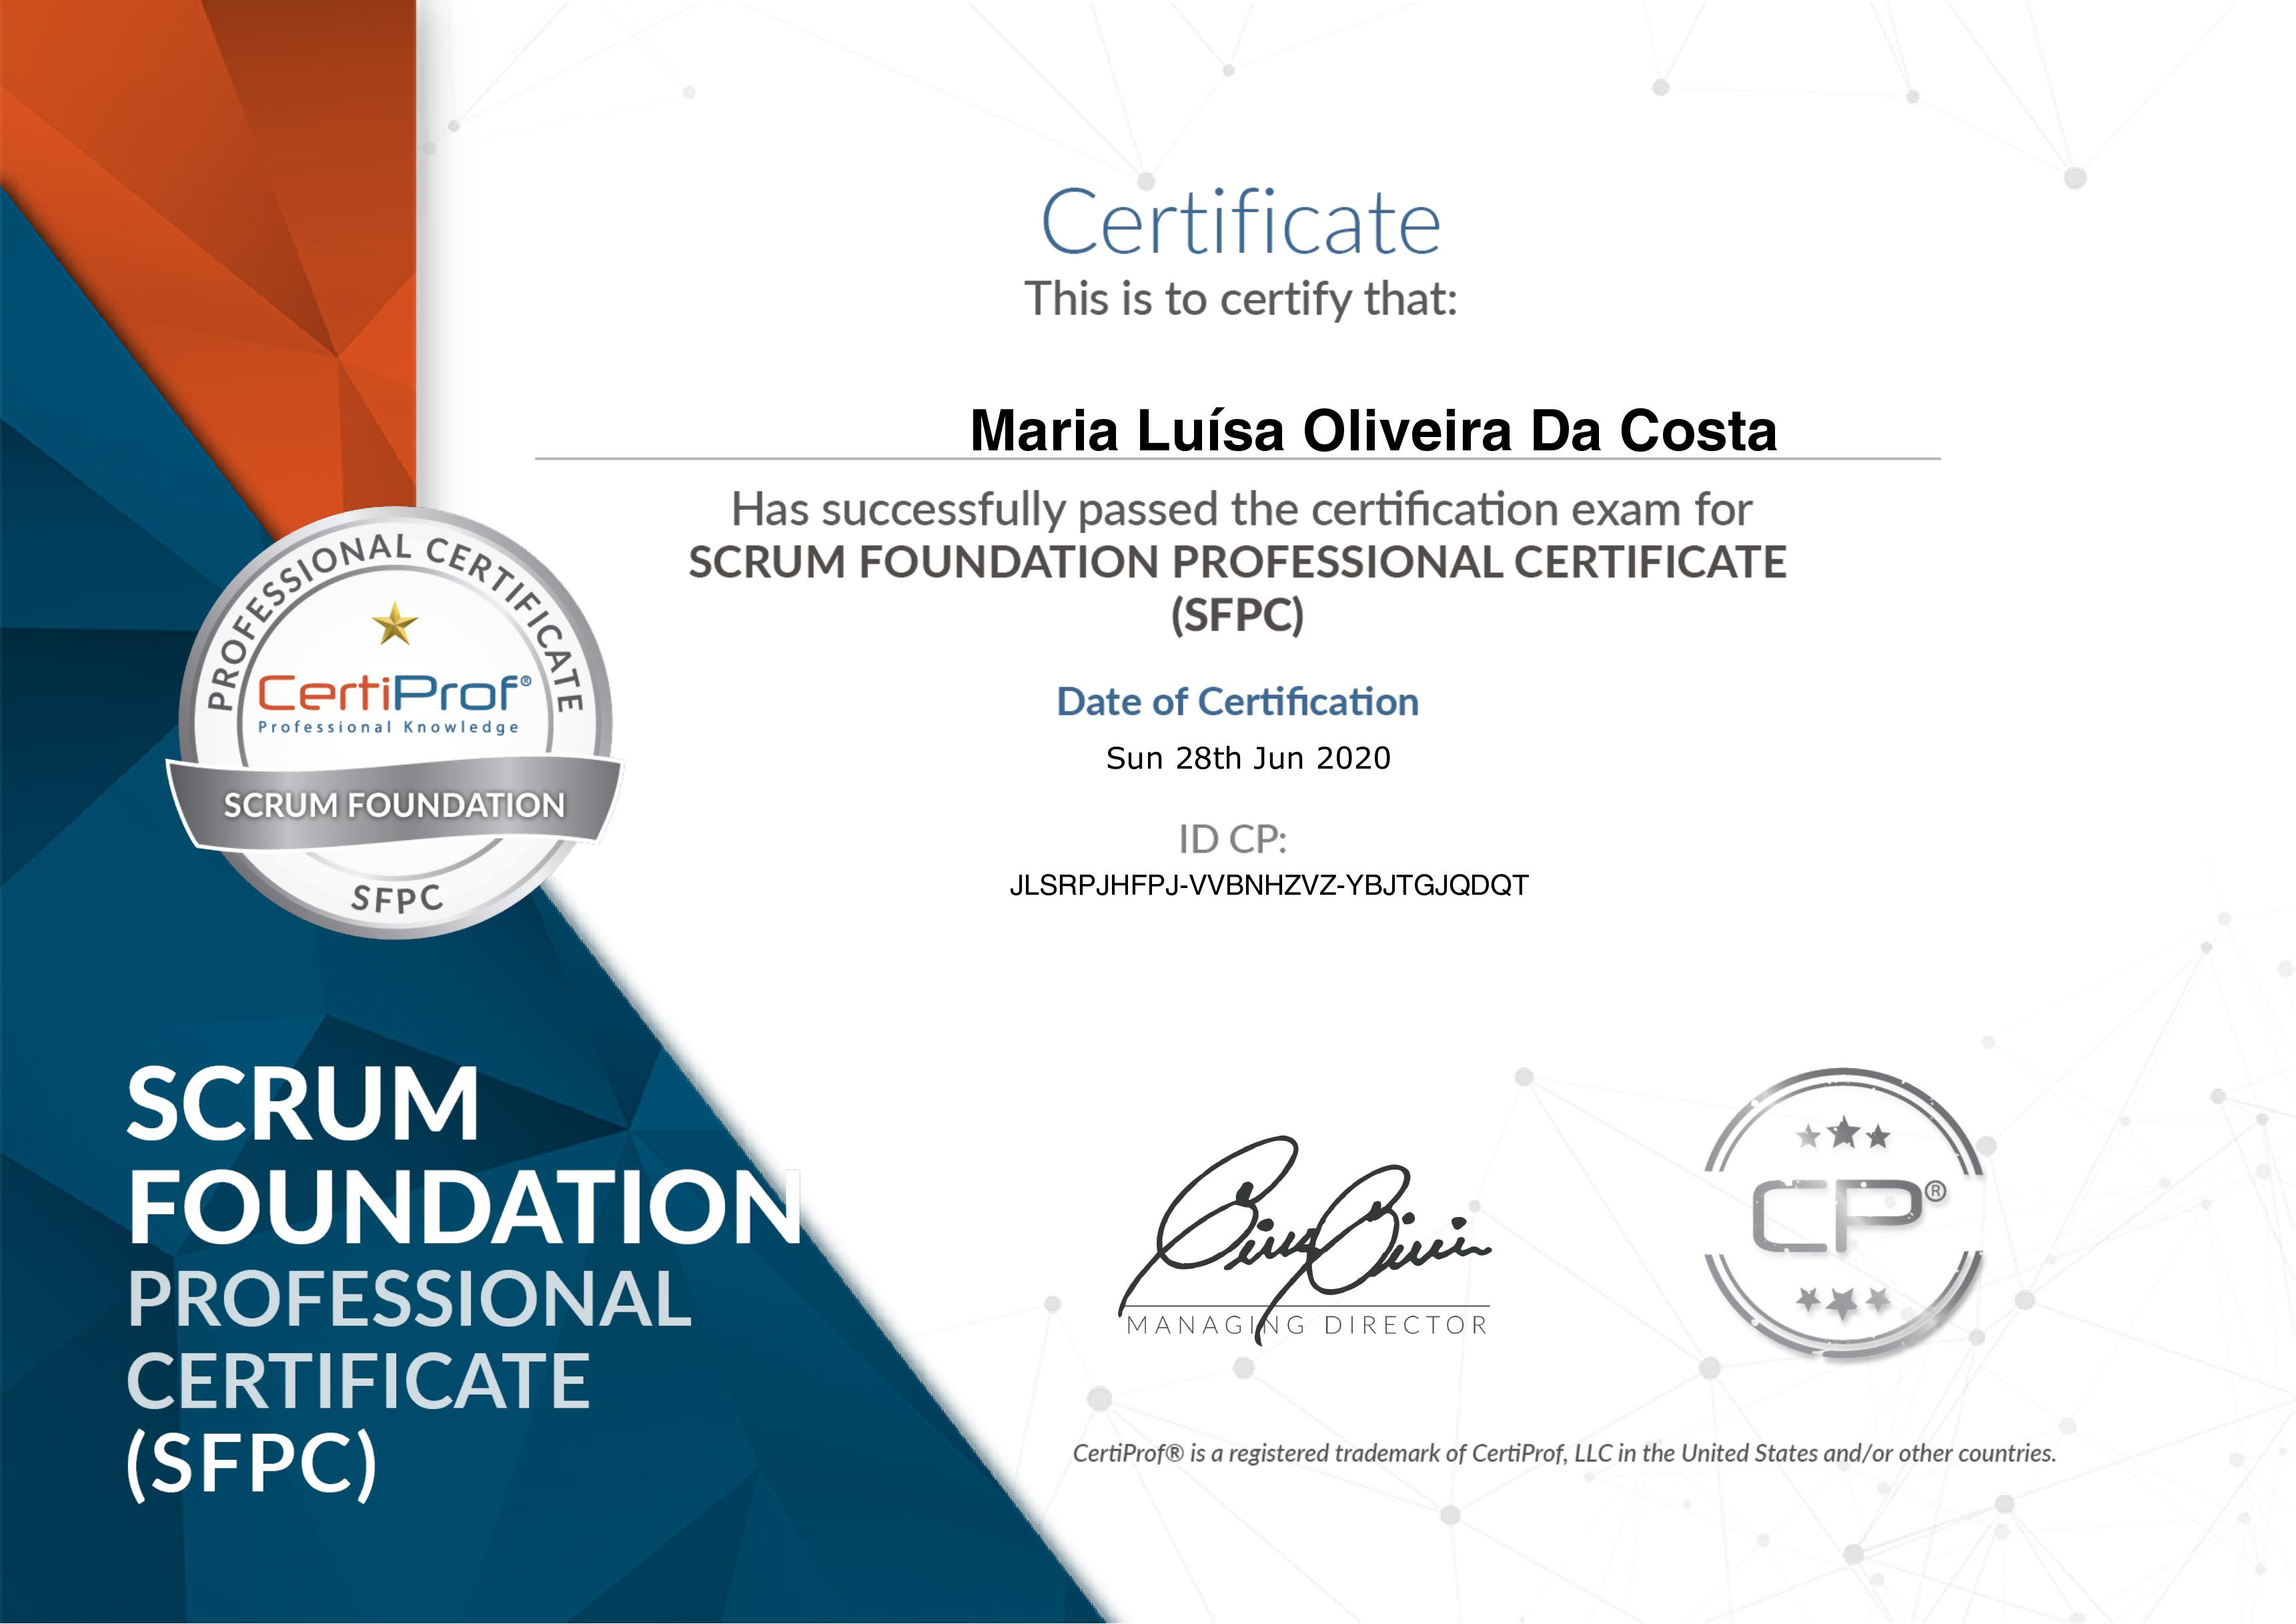 Certificate
This is to certify that:
Maria Luísa Oliveira Da Costa
Has successfully passed the certification exam for
SCRUM FOUNDATION PROFESSIONAL CERTIFICATE
(SFPC)
Date of Certification
Sun 28th Jun 2020
ID CP:
JLSRPJHFPJ-VVBNHZVZ-YBJTGJQDQT
PROFESSIONAL CERTIFICATE
CertiProf®
Professional Knowledge
SCRUM FOUNDATION
SFPC
SCRUM
FOUNDATION
PROFESSIONAL
CERTIFICATE
(SFPC)
MANAGING DIRECTOR
CP®
CertiProf® is a registered trademark of CertiProf, LLC in the United States and/or other countries.